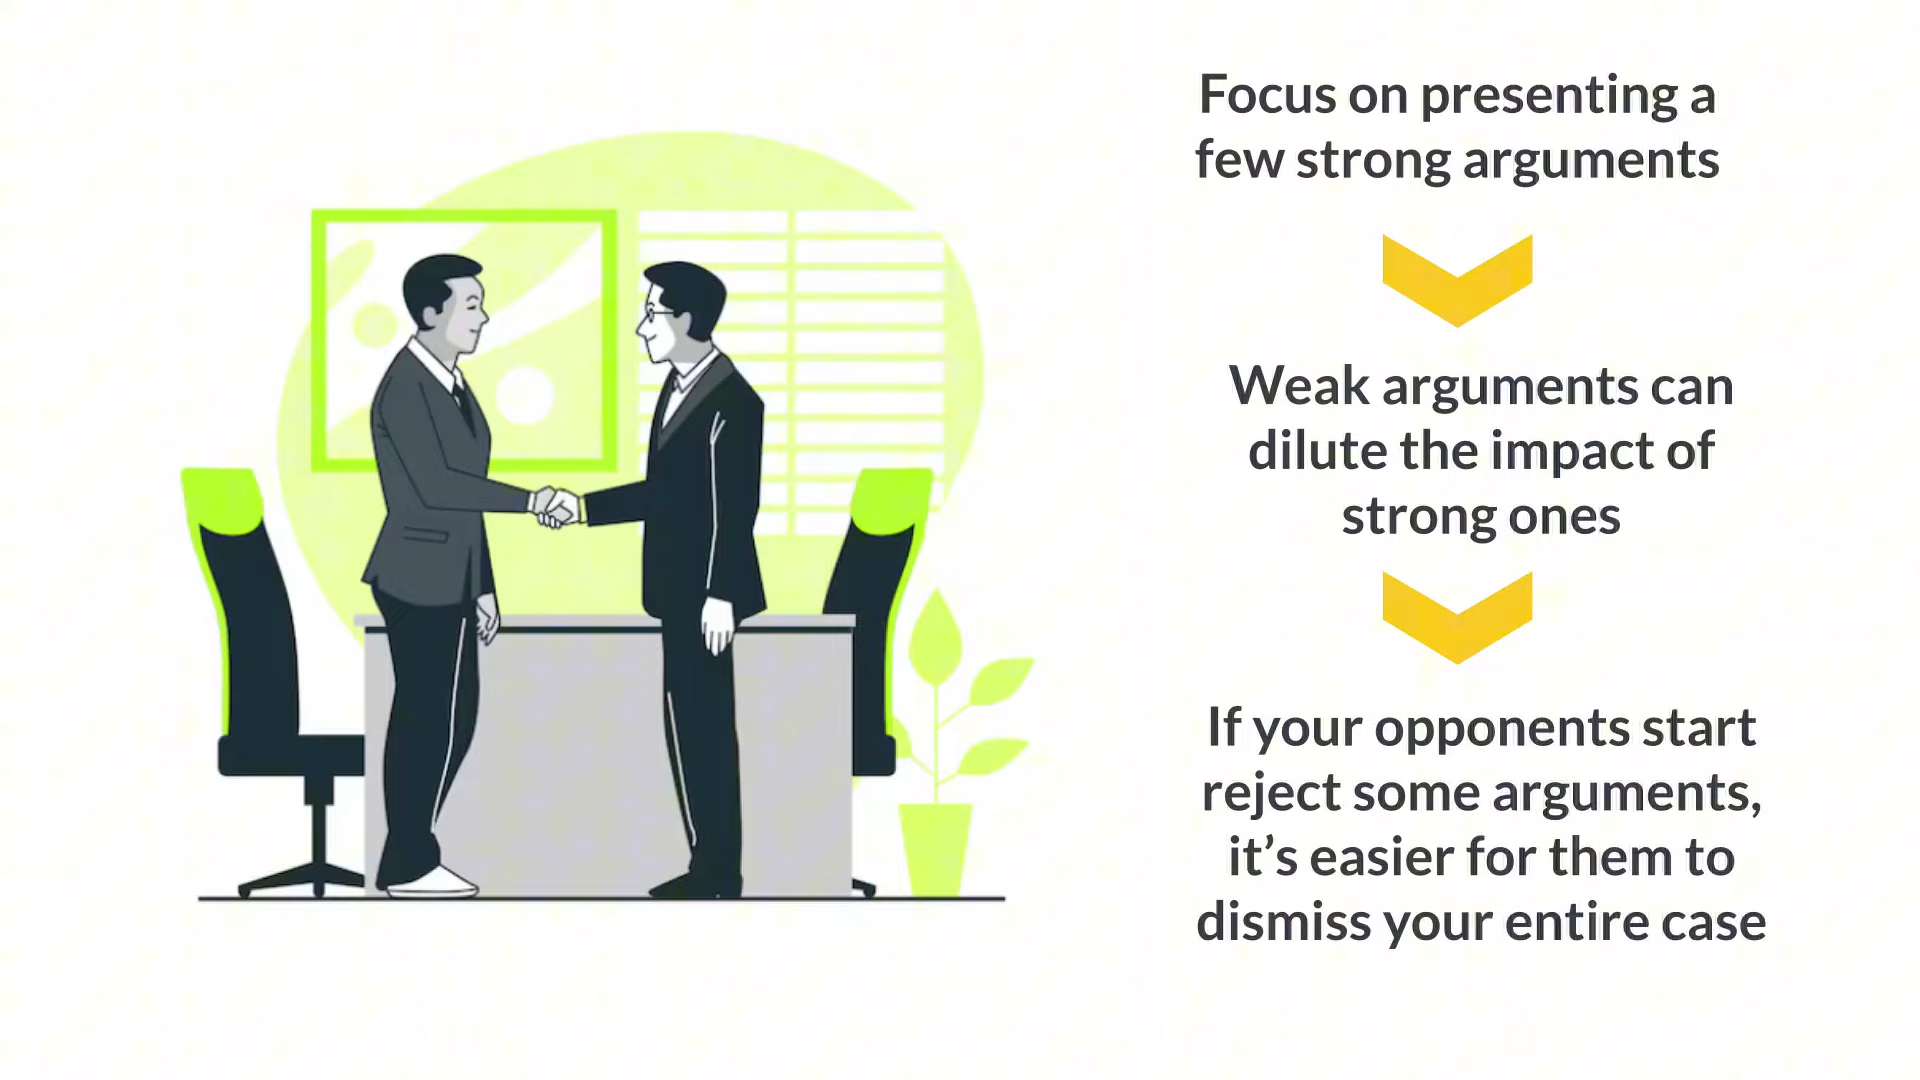 Focus on presenting a
few strong arguments
Weak arguments can
dilute the impact of
strong ones
If your opponents start
reject some arguments,
it’s easier for them to
dismiss your entire case